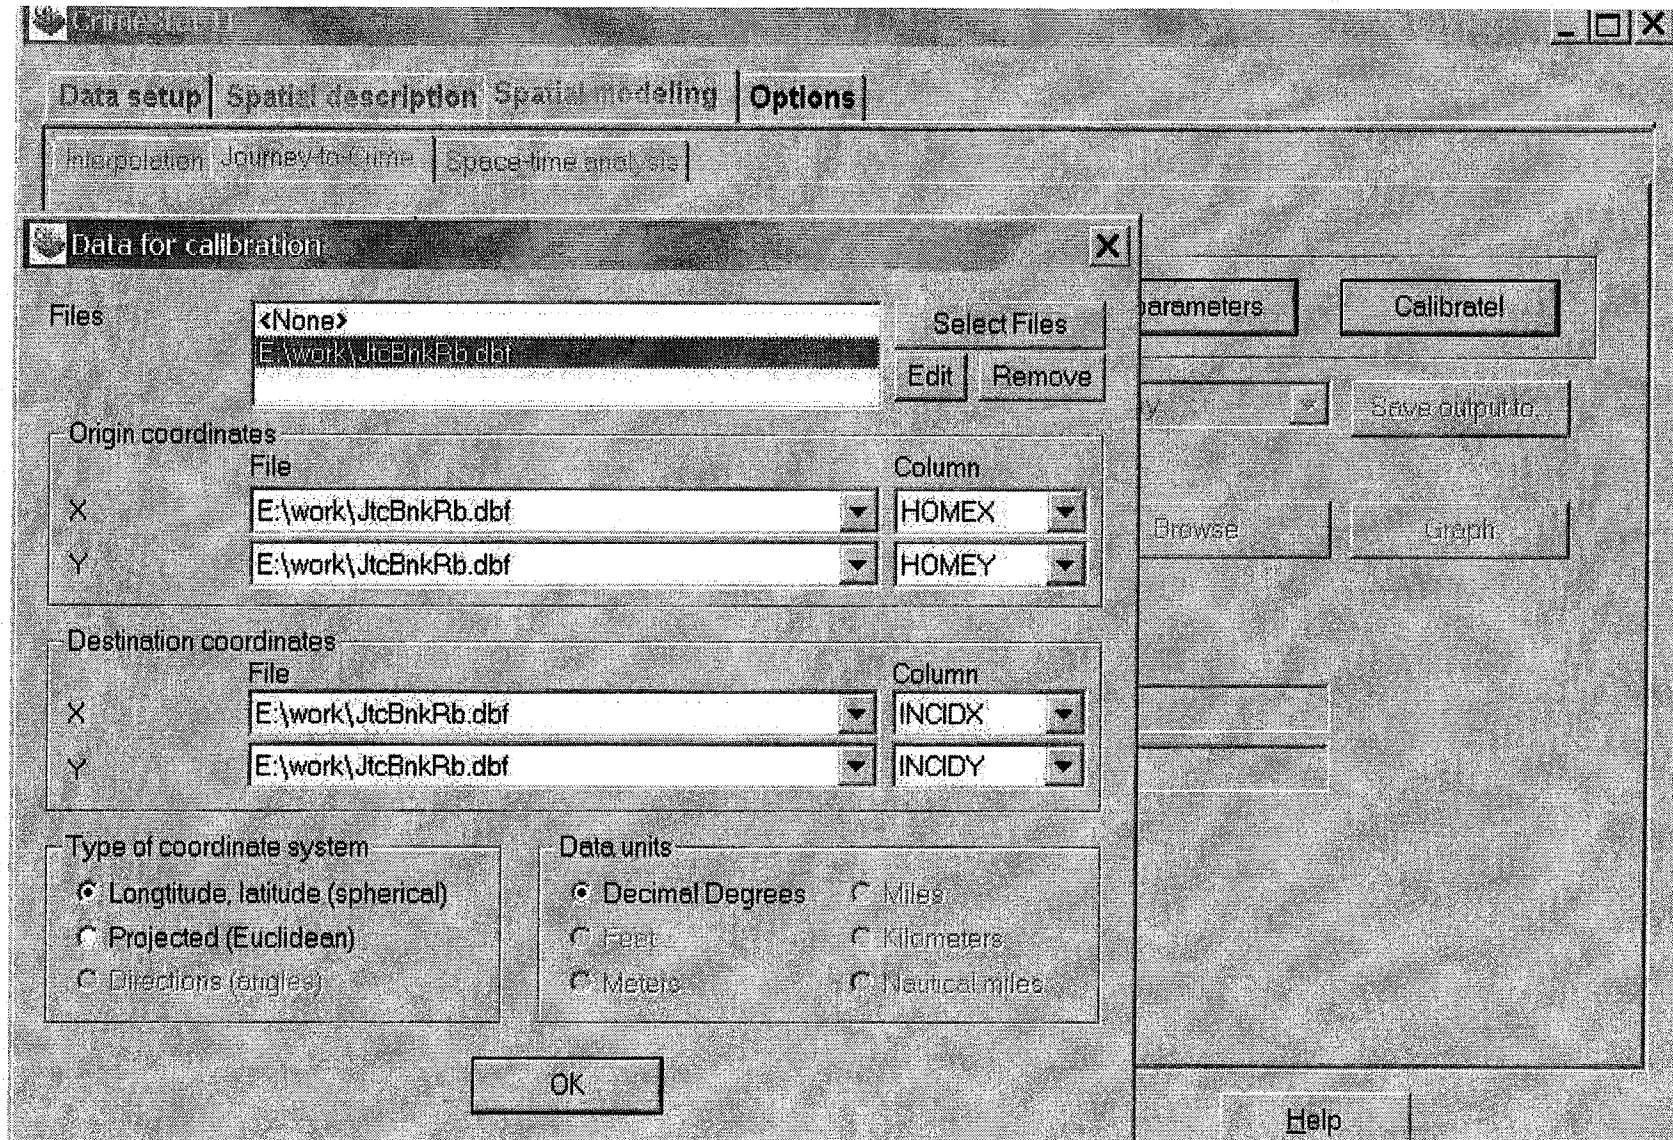 Crime Stat II
Data setup Spatial description Spatial modeling Options
Interpolation Journey-to-Crime Space-time analysis
Data for calibration
Files
<None>
E:\work\JtcBnkRb.dbf
Select Files
Edit Remove
parameters Calibrate!
Save output to...
Browse Graph
Origin coordinates
File Column
X E:\work\JtcBnkRb.dbf HOMEX
Y E:\work\JtcBnkRb.dbf HOMEY
Destination coordinates
File Column
X E:\work\JtcBnkRb.dbf INCIDX
Y E:\work\JtcBnkRb.dbf INCIDY
Type of coordinate system
Longtitude, latitude (spherical)
Projected (Euclidean)
Directions (angles)
Data units
Decimal Degrees Miles
Feet Kilometers
Meters Nautical miles
OK
Help